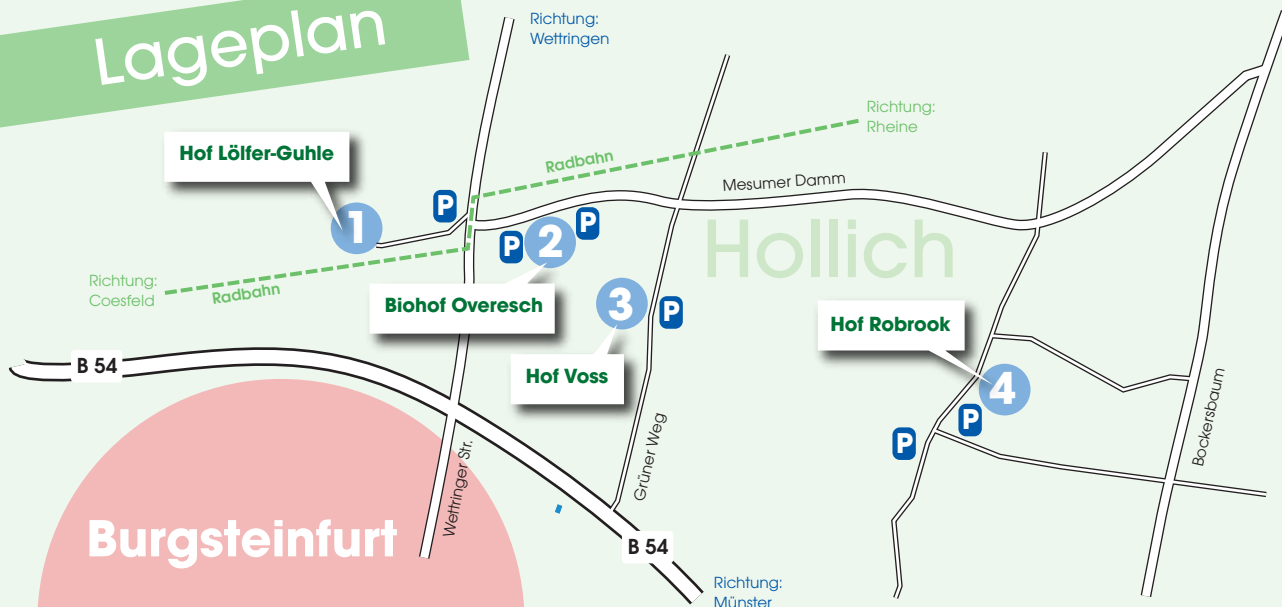 Lageplan
Richtung:
Wettringen
Richtung:
Rheine
Hof Lölfer-Guhle
Radbahn
P
Mesumer Damm
1
P
P
2
Hollich
Richtung:
Coesfeld
Radbahn
Biohof Overesch
3
P
Hof Robrook
B 54
Hof Voss
4
P
P
Bockersbaum
Grüner Weg
Wettringer Str.
Burgsteinfurt
B 54
Richtung:
Münster